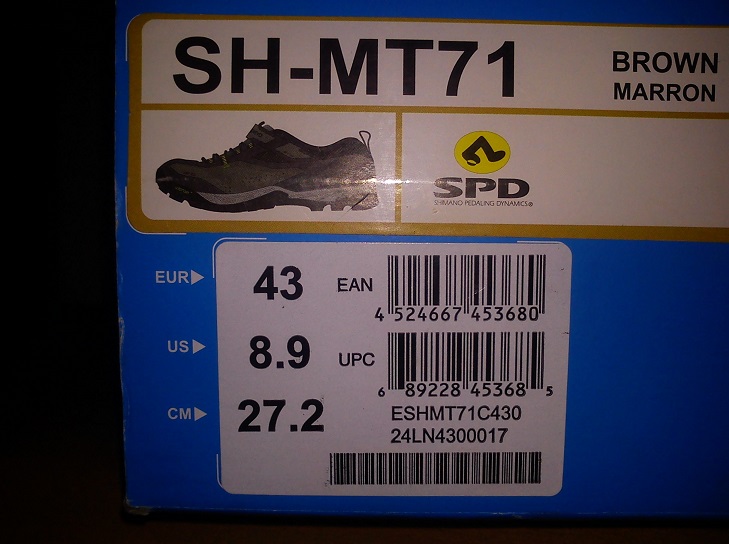 SH-MT71
BROWN
MARRON
SPD
SHIMANO PEDALING DYNAMICS®
EUR 43
EAN
4 524667 453680
US 8.9
UPC
6 89228 45368 5
CM 27.2
ESHMT71C430
24LN4300017